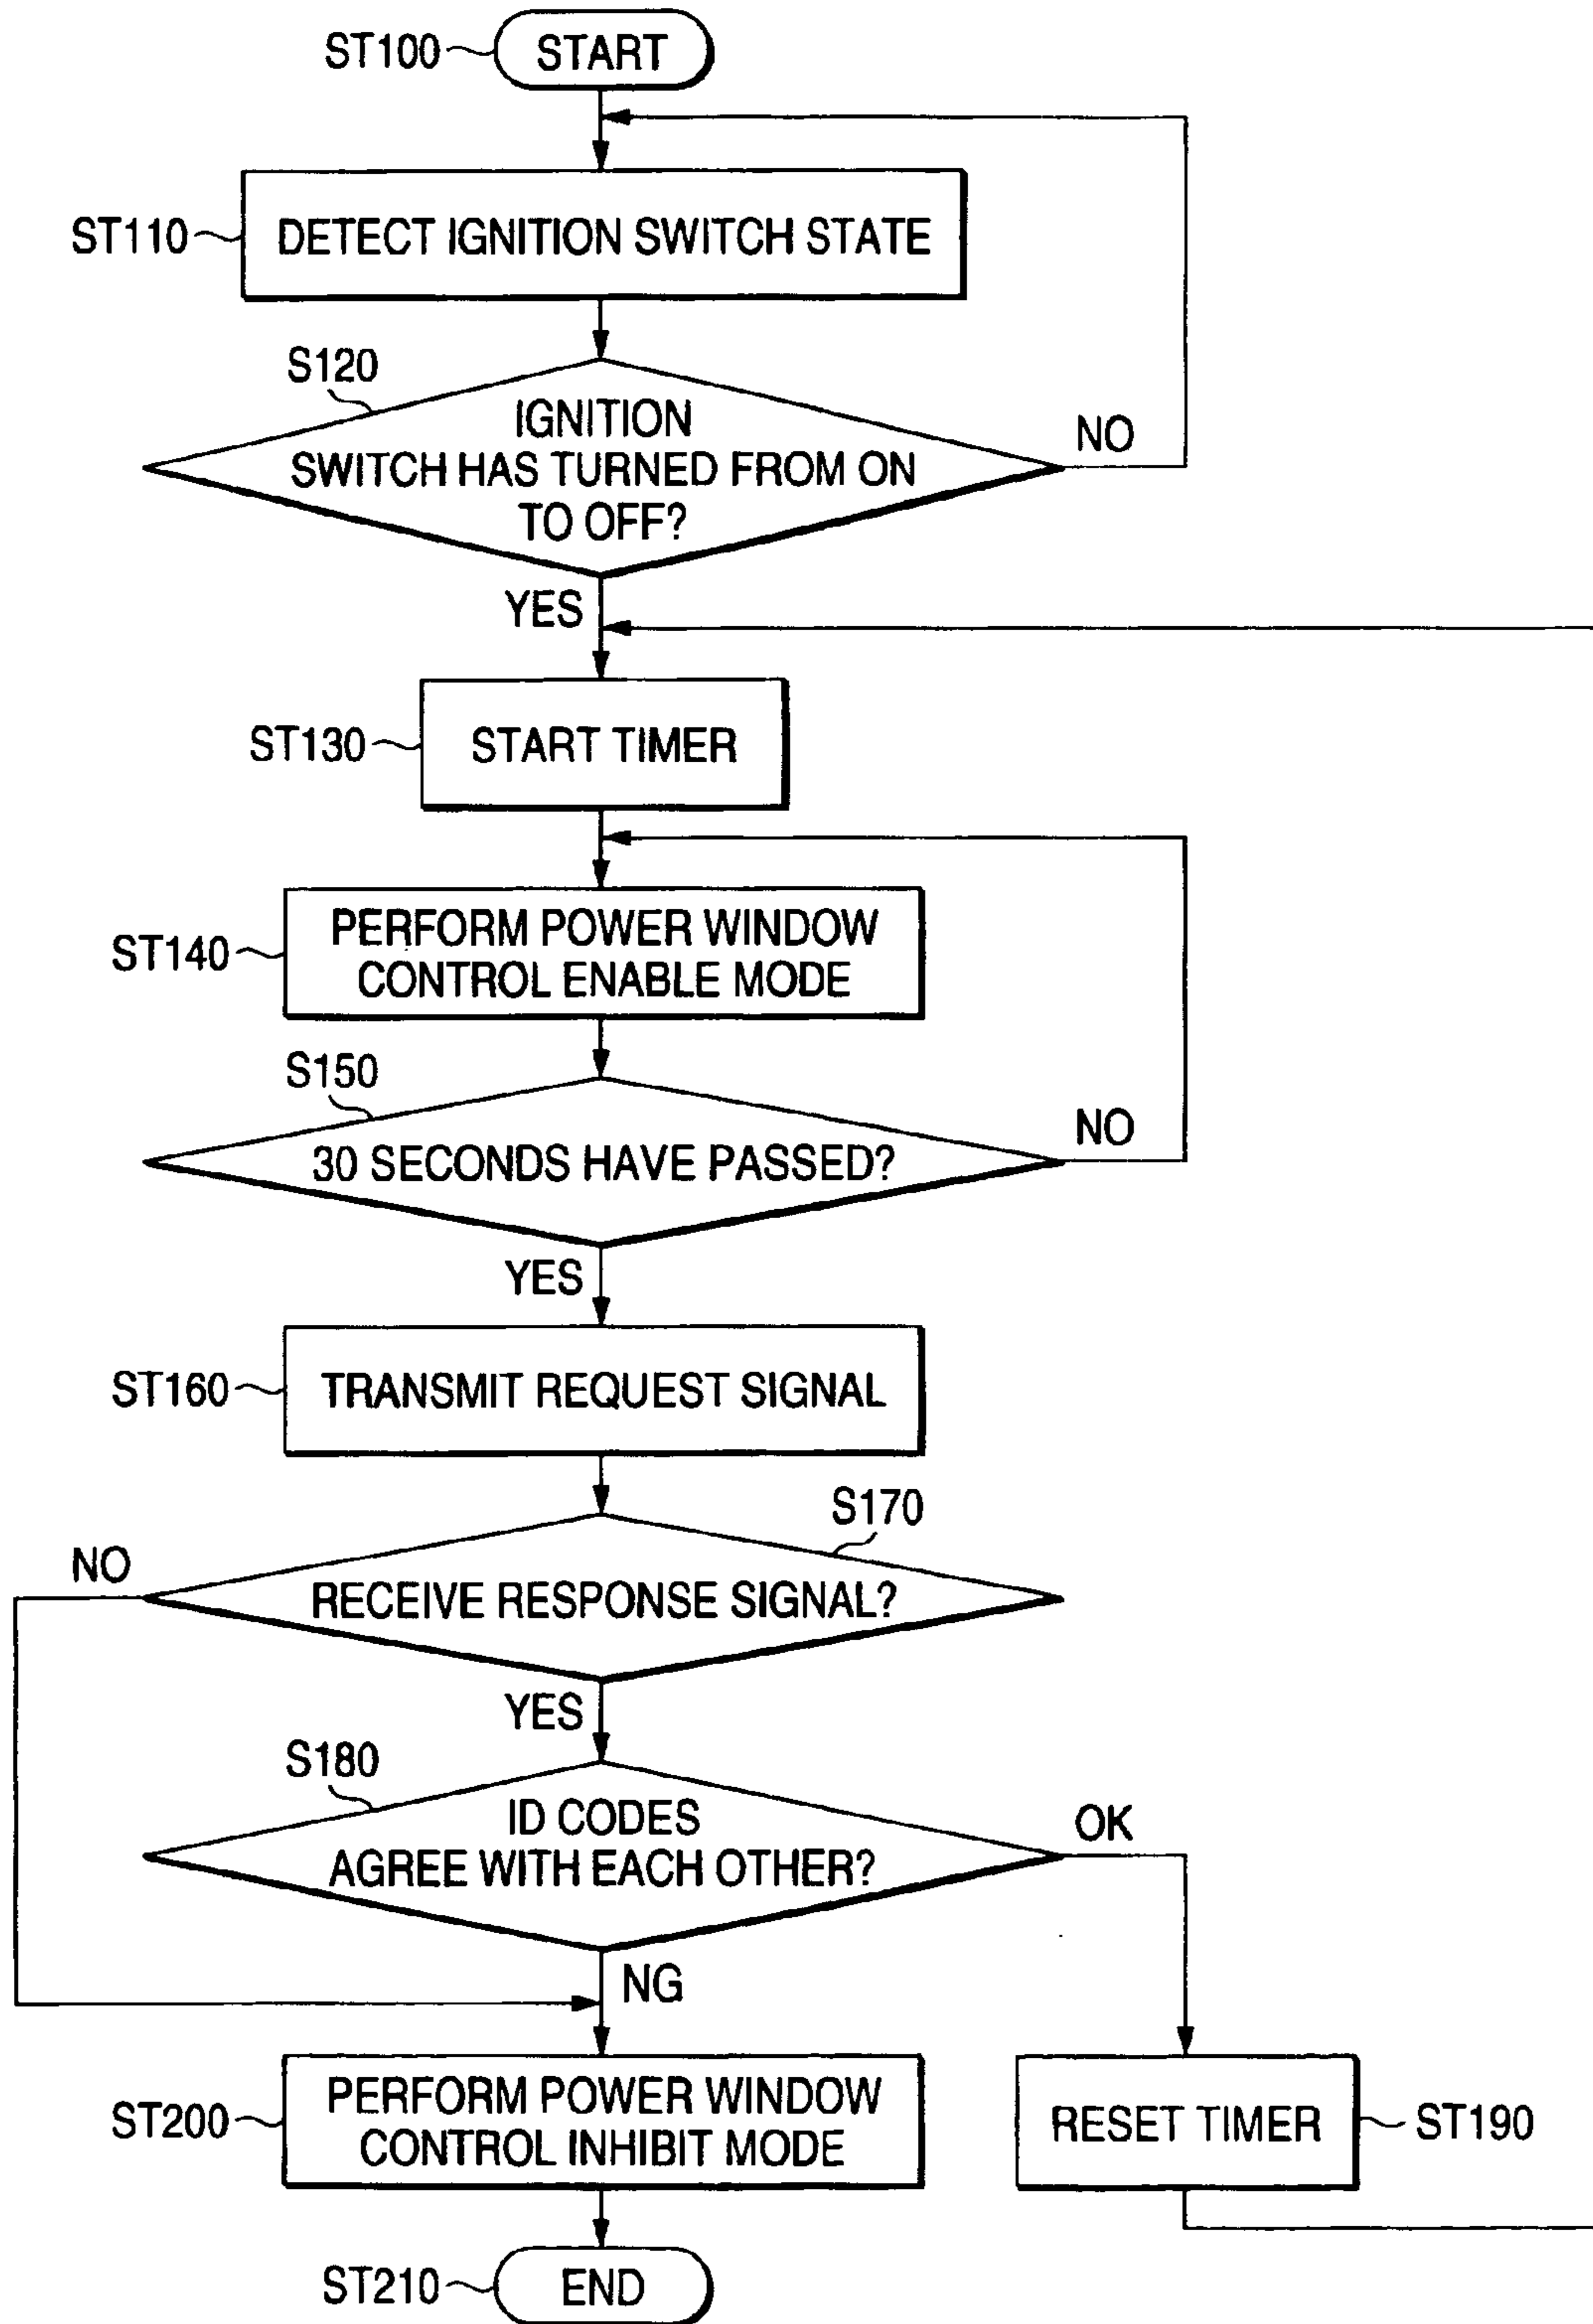 ST100
START
ST110
DETECT IGNITION SWITCH STATE
S120
IGNITION
SWITCH HAS TURNED FROM ON
TO OFF?
NO
YES
ST130
START TIMER
ST140
PERFORM POWER WINDOW
CONTROL ENABLE MODE
S150
30 SECONDS HAVE PASSED?
NO
YES
ST160
TRANSMIT REQUEST SIGNAL
S170
NO
RECEIVE RESPONSE SIGNAL?
YES
S180
ID CODES
AGREE WITH EACH OTHER?
OK
NG
ST200
PERFORM POWER WINDOW
CONTROL INHIBIT MODE
RESET TIMER
ST190
ST210
END